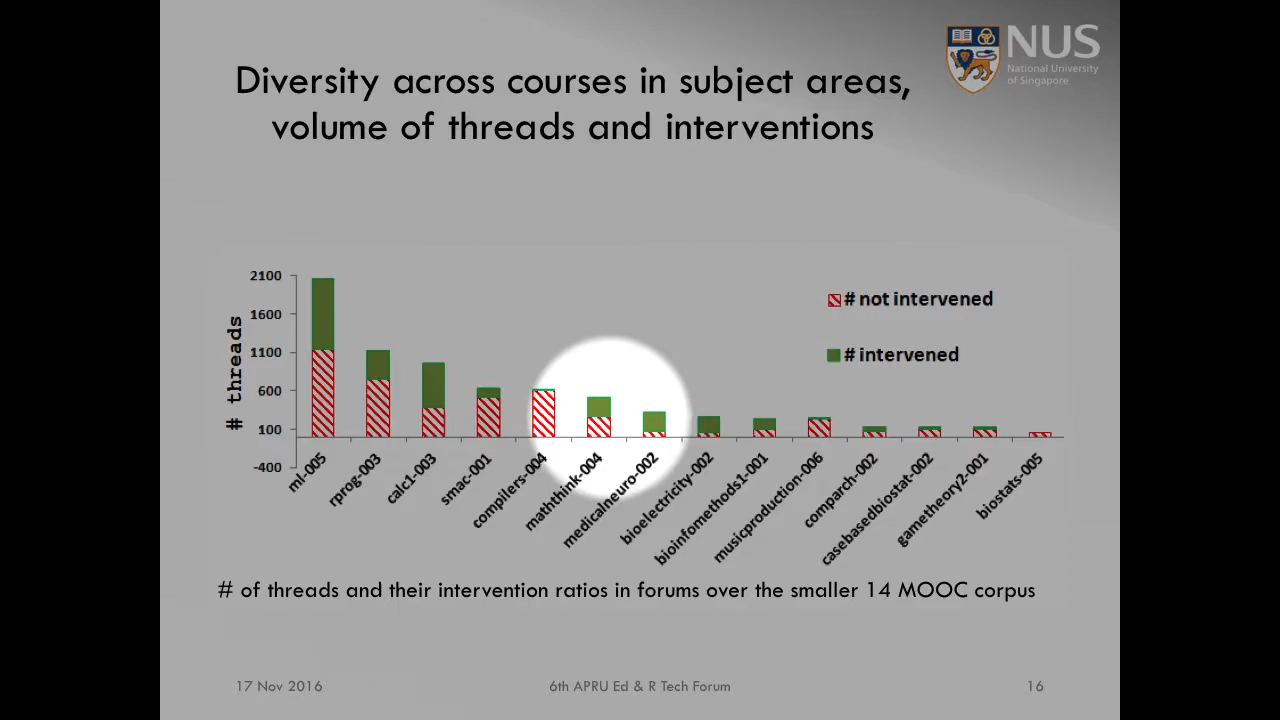 NUS
National University
of Singapore
Diversity across courses in subject areas,
volume of threads and interventions
# threads
2100
1600
1100
600
100
-400
# not intervened
# intervened
ml-005
rprog-003
calc1-003
smac-001
compilers-004
maththink-004
medicalneuro-002
bioelectricity-002
bioinfomethods1-001
musicproduction-006
comparch-002
casebasedbiostat-002
gametheory2-001
biostats-005
# of threads and their intervention ratios in forums over the smaller 14 MOOC corpus
17 Nov 2016
6th APRU Ed & R Tech Forum
16